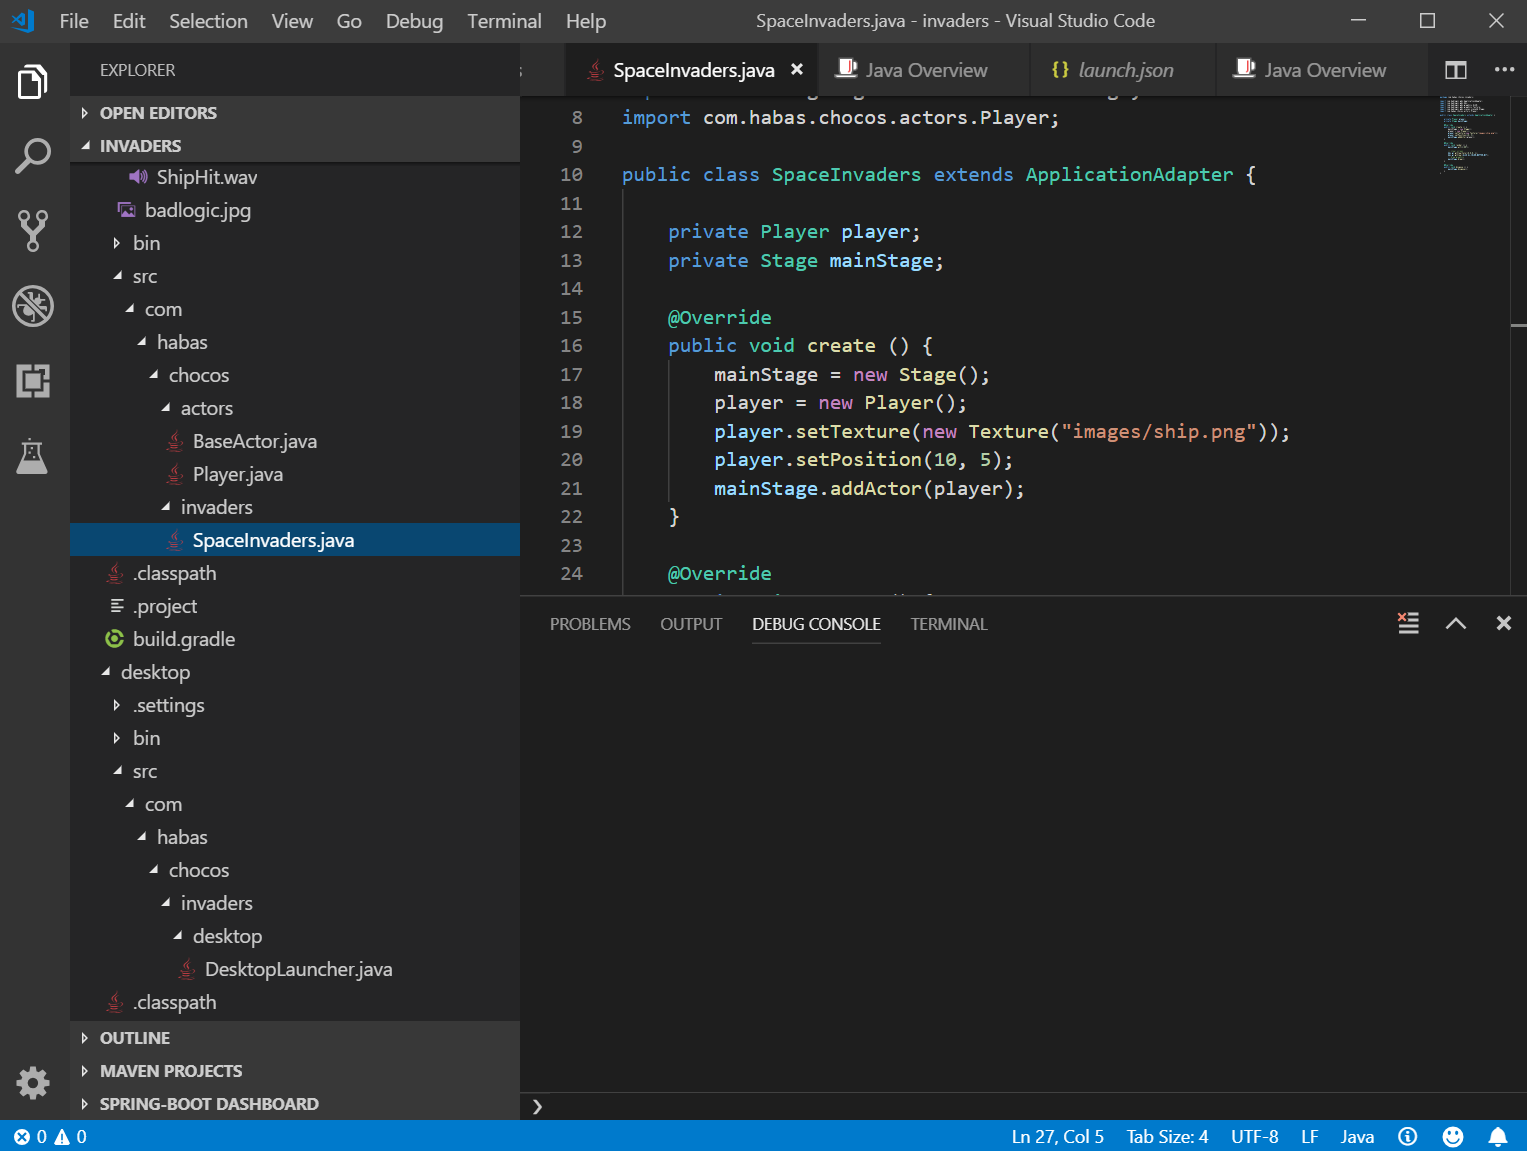 File Edit Selection View Go Debug Terminal Help SpaceInvaders.java - invaders - Visual Studio Code
EXPLORER
SpaceInvaders.java Java Overview launch.json Java Overview
OPEN EDITORS
INVADERS
ShipHit.wav
badlogic.jpg
bin
src
com
habas
chocos
actors
BaseActor.java
Player.java
invaders
SpaceInvaders.java
.classpath
.project
build.gradle
desktop
.settings
bin
src
com
habas
chocos
invaders
desktop
DesktopLauncher.java
.classpath
OUTLINE
MAVEN PROJECTS
SPRING-BOOT DASHBOARD
8 import com.habas.chocos.actors.Player;
9
10 public class SpaceInvaders extends ApplicationAdapter {
11
12 private Player player;
13 private Stage mainStage;
14
15 @Override
16 public void create () {
17 mainStage = new Stage();
18 player = new Player();
19 player.setTexture(new Texture("images/ship.png"));
20 player.setPosition(10, 5);
21 mainStage.addActor(player);
22 }
23
24 @Override
PROBLEMS OUTPUT DEBUG CONSOLE TERMINAL
0 0 Ln 27, Col 5 Tab Size: 4 UTF-8 LF Java